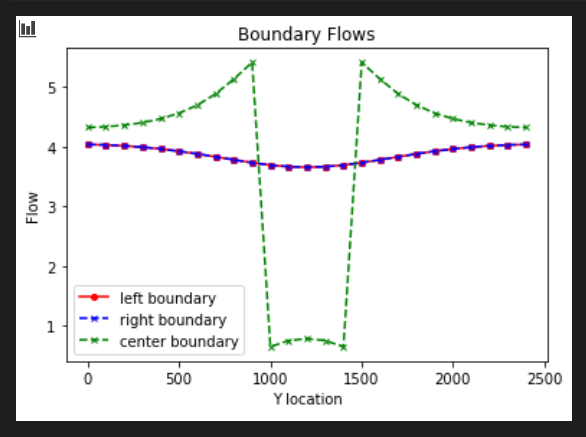 Boundary Flows
5
4
3
2
1
Flow
left boundary
right boundary
center boundary
0 500 1000 1500 2000 2500
Y location